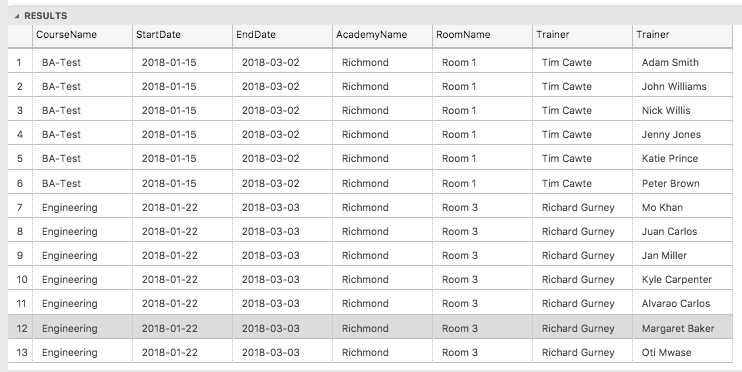 RESULTS
CourseName StartDate EndDate AcademyName RoomName Trainer Trainer
1 BA-Test 2018-01-15 2018-03-02 Richmond Room 1 Tim Cawte Adam Smith
2 BA-Test 2018-01-15 2018-03-02 Richmond Room 1 Tim Cawte John Williams
3 BA-Test 2018-01-15 2018-03-02 Richmond Room 1 Tim Cawte Nick Willis
4 BA-Test 2018-01-15 2018-03-02 Richmond Room 1 Tim Cawte Jenny Jones
5 BA-Test 2018-01-15 2018-03-02 Richmond Room 1 Tim Cawte Katie Prince
6 BA-Test 2018-01-15 2018-03-02 Richmond Room 1 Tim Cawte Peter Brown
7 Engineering 2018-01-22 2018-03-03 Richmond Room 3 Richard Gurney Mo Khan
8 Engineering 2018-01-22 2018-03-03 Richmond Room 3 Richard Gurney Juan Carlos
9 Engineering 2018-01-22 2018-03-03 Richmond Room 3 Richard Gurney Jan Miller
10 Engineering 2018-01-22 2018-03-03 Richmond Room 3 Richard Gurney Kyle Carpenter
11 Engineering 2018-01-22 2018-03-03 Richmond Room 3 Richard Gurney Alvarao Carlos
12 Engineering 2018-01-22 2018-03-03 Richmond Room 3 Richard Gurney Margaret Baker
13 Engineering 2018-01-22 2018-03-03 Richmond Room 3 Richard Gurney Oti Mwase